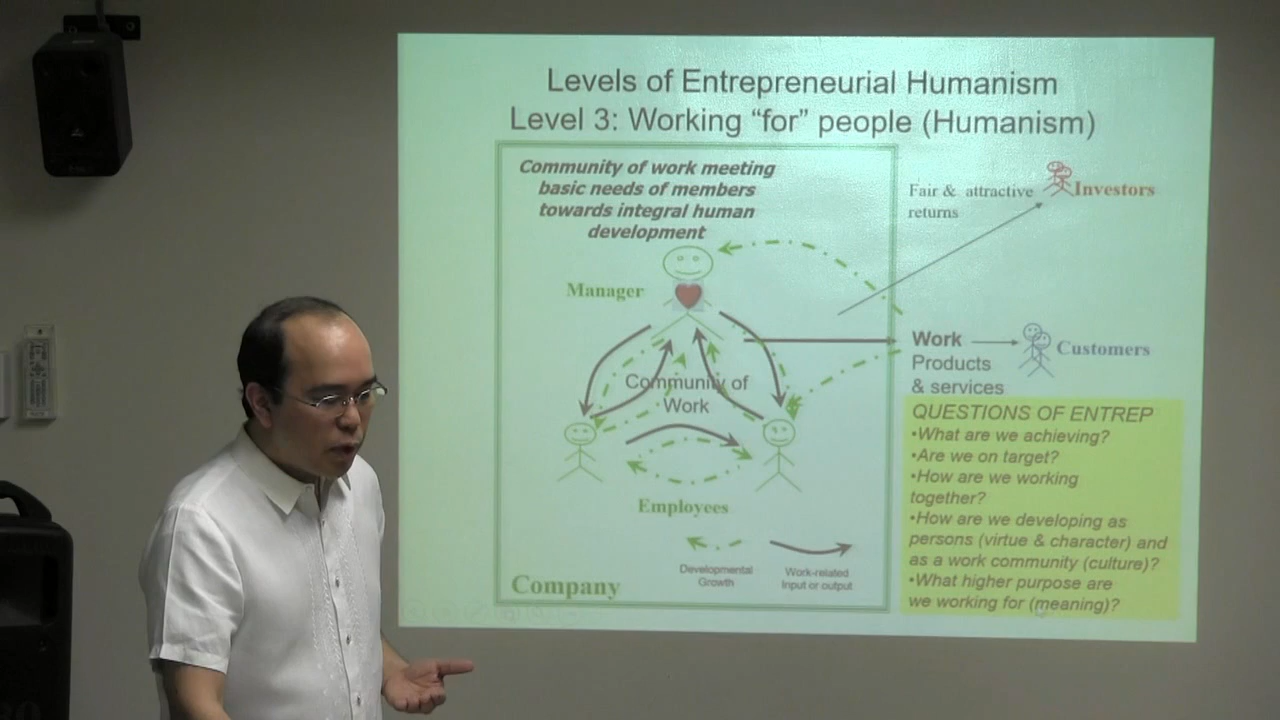 Levels of Entrepreneurial Humanism
Level 3: Working “for” people (Humanism)
Community of work meeting
basic needs of members
towards integral human
development
Manager
Community of
Work
Employees
Developmental
Growth
Work-related
Input or output
Company
Fair & attractive
returns
Investors
Work
Products
& services
Customers
QUESTIONS OF ENTREP
•What are we achieving?
•Are we on target?
•How are we working
together?
•How are we developing as
persons (virtue & character) and
as a work community (culture)?
•What higher purpose are
we working for (meaning)?